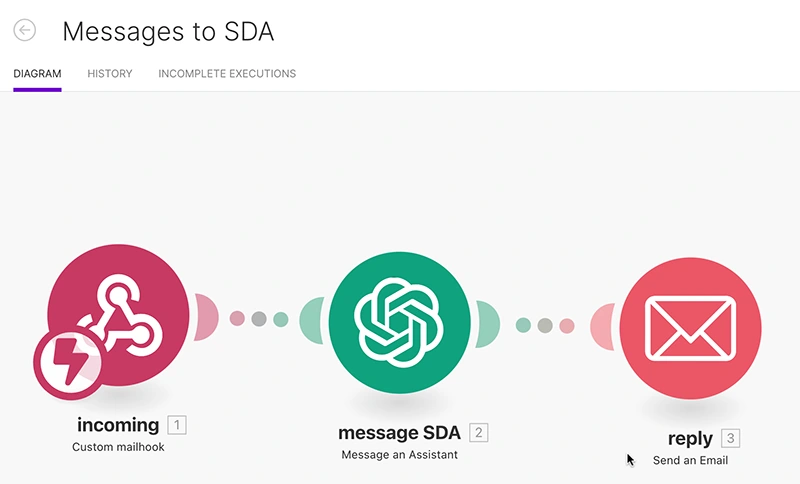 Messages to SDA
DIAGRAM HISTORY INCOMPLETE EXECUTIONS
incoming 1
Custom mailhook
message SDA 2
Message an Assistant
reply 3
Send an Email